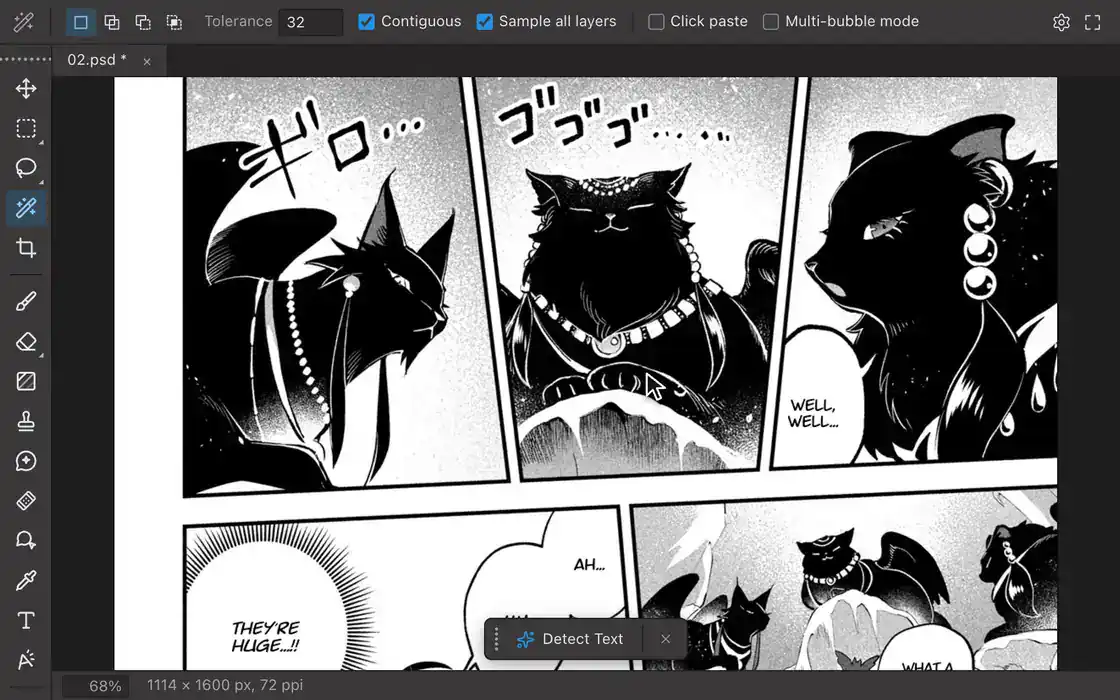 Tolerance 32 Contiguous Sample all layers Click paste Multi-bubble mode
02.psd *
ギロ…
ゴゴゴ……
WELL,
WELL...
AH...
THEY'RE
HUGE...!!
WHAT A
Detect Text
68% 1114 × 1600 px, 72 ppi